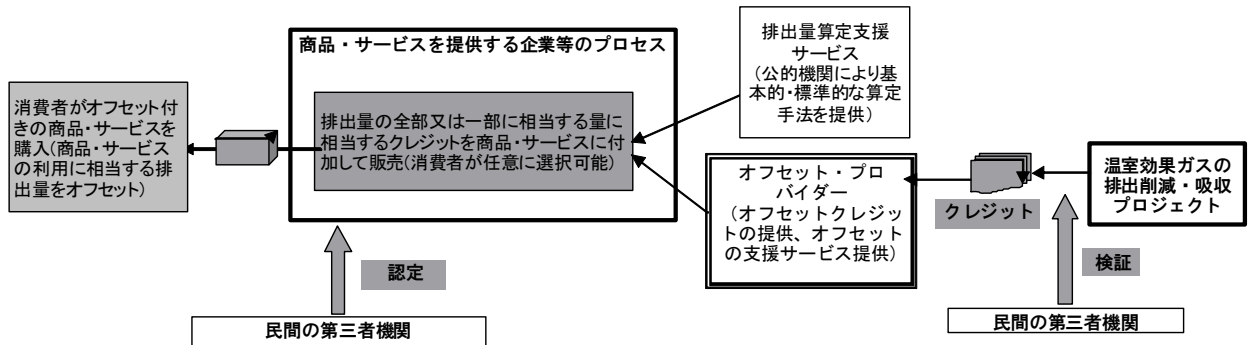 商品・サービスを提供する企業等のプロセス
消費者がオフセット付
きの商品・サービスを
購入(商品・サービス
の利用に相当する排
出量をオフセット)
排出量の全部又は一部に相当する量に
相当するクレジットを商品・サービスに付
加して販売(消費者が任意に選択可能)
排出量算定支援
サービス
(公的機関により基
本的・標準的な算定
手法を提供)
オフセット・プロ
バイダー
(オフセットクレジッ
トの提供、オフセット
の支援サービス提供)
クレジット
温室効果ガスの
排出削減・吸収
プロジェクト
認定
検証
民間の第三者機関
民間の第三者機関